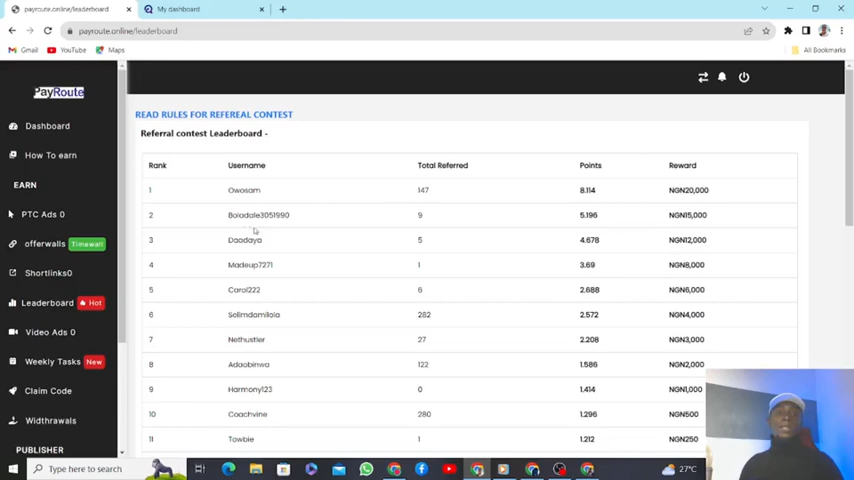 payroute.online/leaderboard
My dashboard
payroute.online/leaderboard
Gmail
YouTube
Maps
All Bookmarks
PayRoute
Dashboard
How To earn
EARN
PTC Ads 0
offerwalls Timewall
Shortlinks0
Leaderboard Hot
Video Ads 0
Weekly Tasks New
Claim Code
Widthrawals
PUBLISHER
READ RULES FOR REFEREAL CONTEST
Referral contest Leaderboard -
Rank Username Total Referred Points Reward
1 Owosam 147 8.114 NGN20,000
2 Boladale3051990 9 5.196 NGN15,000
3 Daadaya 5 4.678 NGN12,000
4 Madeup7271 1 3.69 NGN8,000
5 Carol222 6 2.688 NGN6,000
6 Selimdamilola 282 2.572 NGN4,000
7 Nethustler 27 2.208 NGN3,000
8 Adaobinwa 122 1.586 NGN2,000
9 Harmony123 0 1.414 NGN1,000
10 Coachvine 280 1.296 NGN500
11 Towbie 1 1.212 NGN250
Type here to search
27°C